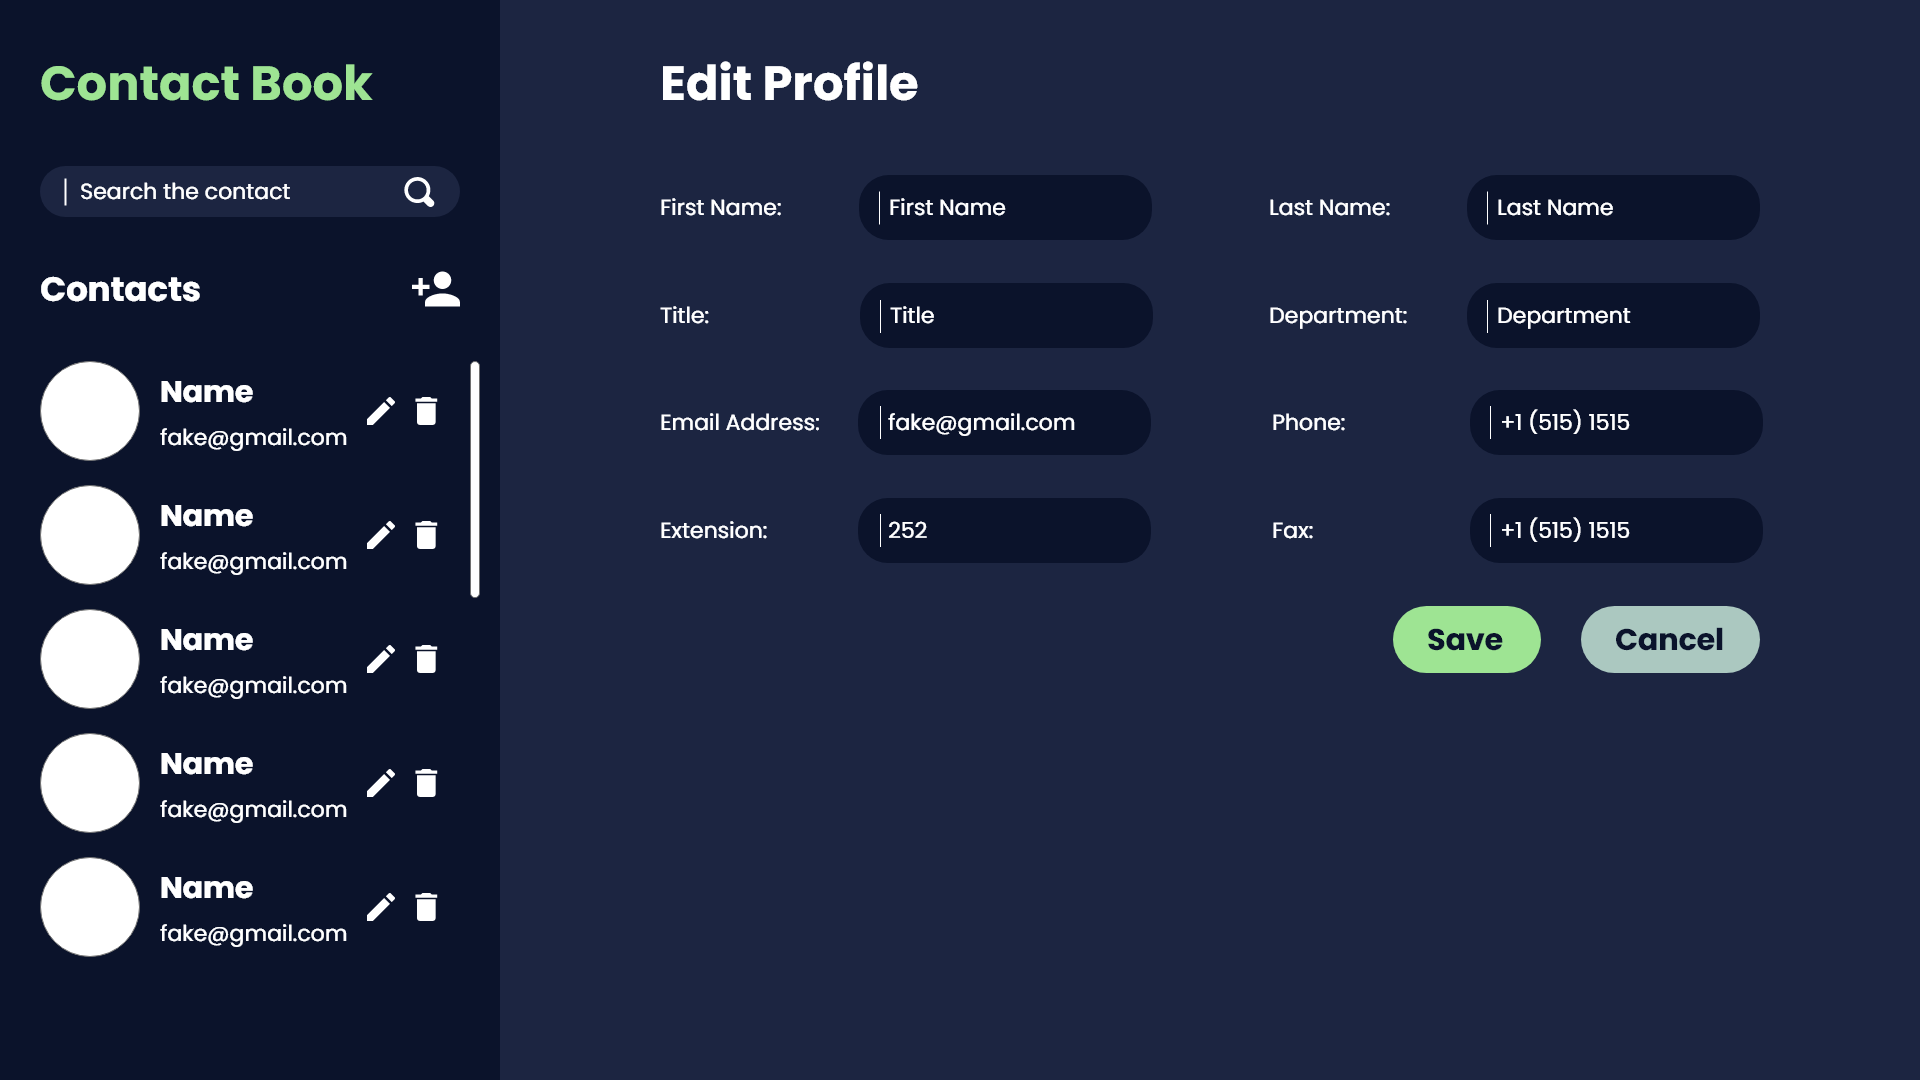 Contact Book
Search the contact
Contacts
Name
fake@gmail.com
Name
fake@gmail.com
Name
fake@gmail.com
Name
fake@gmail.com
Name
fake@gmail.com
Edit Profile
First Name: First Name Last Name: Last Name
Title: Title Department: Department
Email Address: fake@gmail.com Phone: +1 (515) 1515
Extension: 252 Fax: +1 (515) 1515
Save Cancel